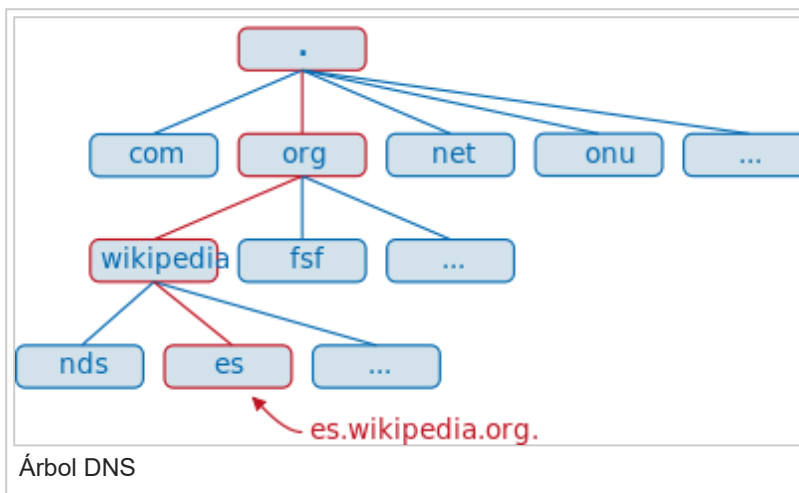 .
com org net onu ...
wikipedia fsf ...
nds es ...
es.wikipedia.org.
Árbol DNS